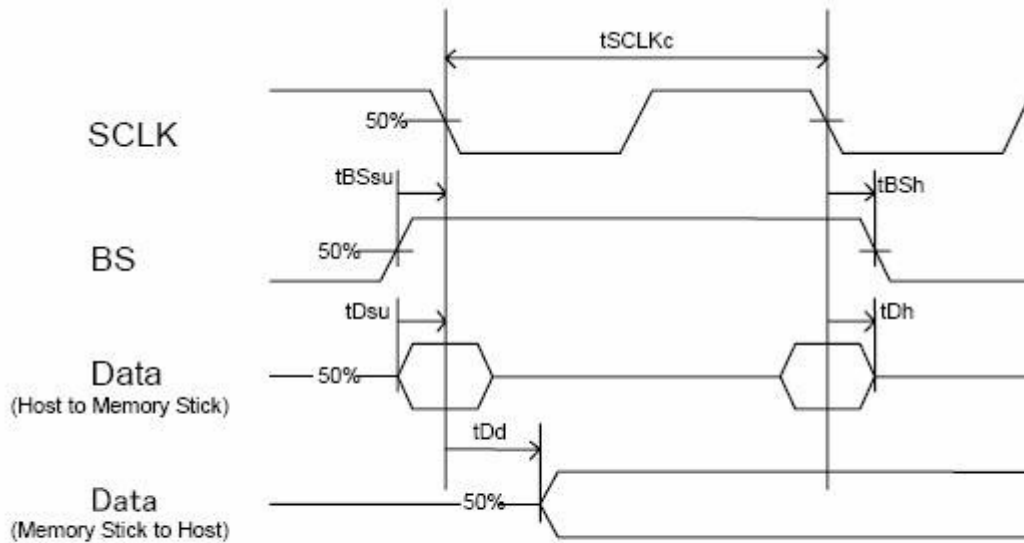 tSCLKc
SCLK
50%
tBSsu
tBSh
BS
50%
tDsu
tDh
Data
(Host to Memory Stick)
50%
tDd
Data
(Memory Stick to Host)
50%